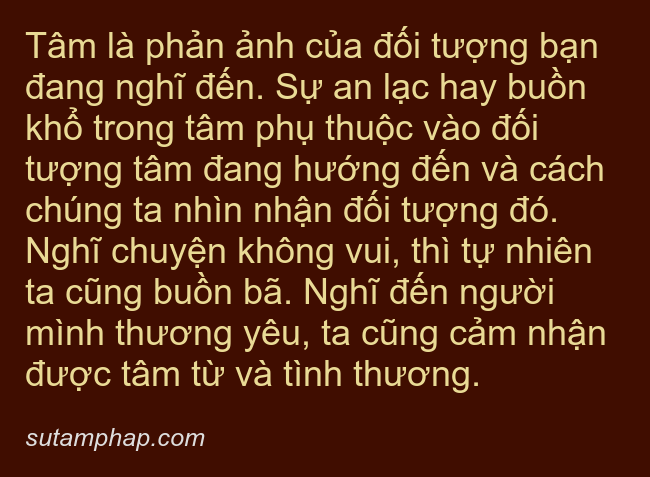 Tâm là phản ảnh của đối tượng bạn
đang nghĩ đến. Sự an lạc hay buồn
khổ trong tâm phụ thuộc vào đối
tượng tâm đang hướng đến và cách
chúng ta nhìn nhận đối tượng đó.
Nghĩ chuyện không vui, thì tự nhiên
ta cũng buồn bã. Nghĩ đến người
mình thương yêu, ta cũng cảm nhận
được tâm từ và tình thương.
sutamphap.com